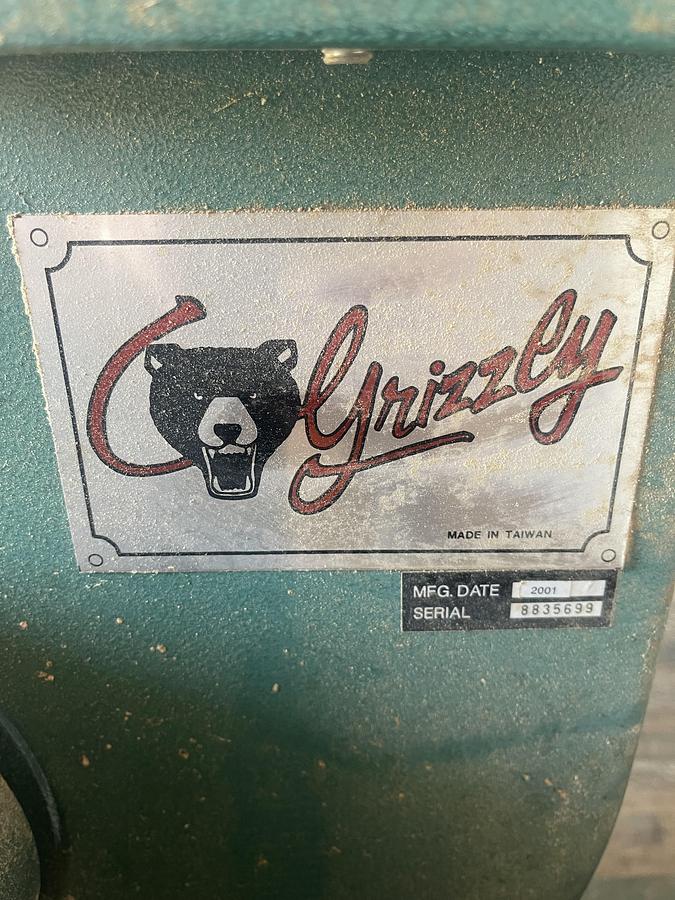 Grizzly
MADE IN TAIWAN
MFG. DATE 2001
SERIAL 8835699